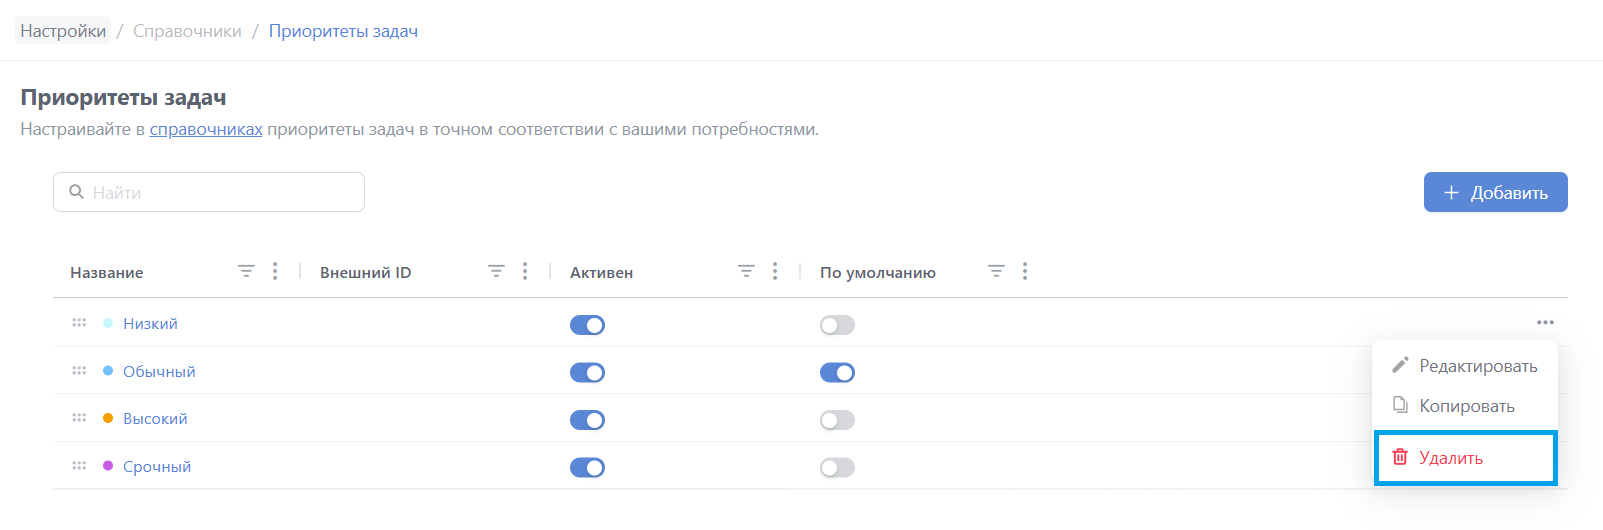 Настройки / Справочники / Приоритеты задач
Приоритеты задач
Настраивайте в справочниках приоритеты задач в точном соответствии с вашими потребностями.
Найти
Добавить
Название Внешний ID Активен По умолчанию
Низкий
Обычный
Высокий
Срочный
Редактировать
Копировать
Удалить